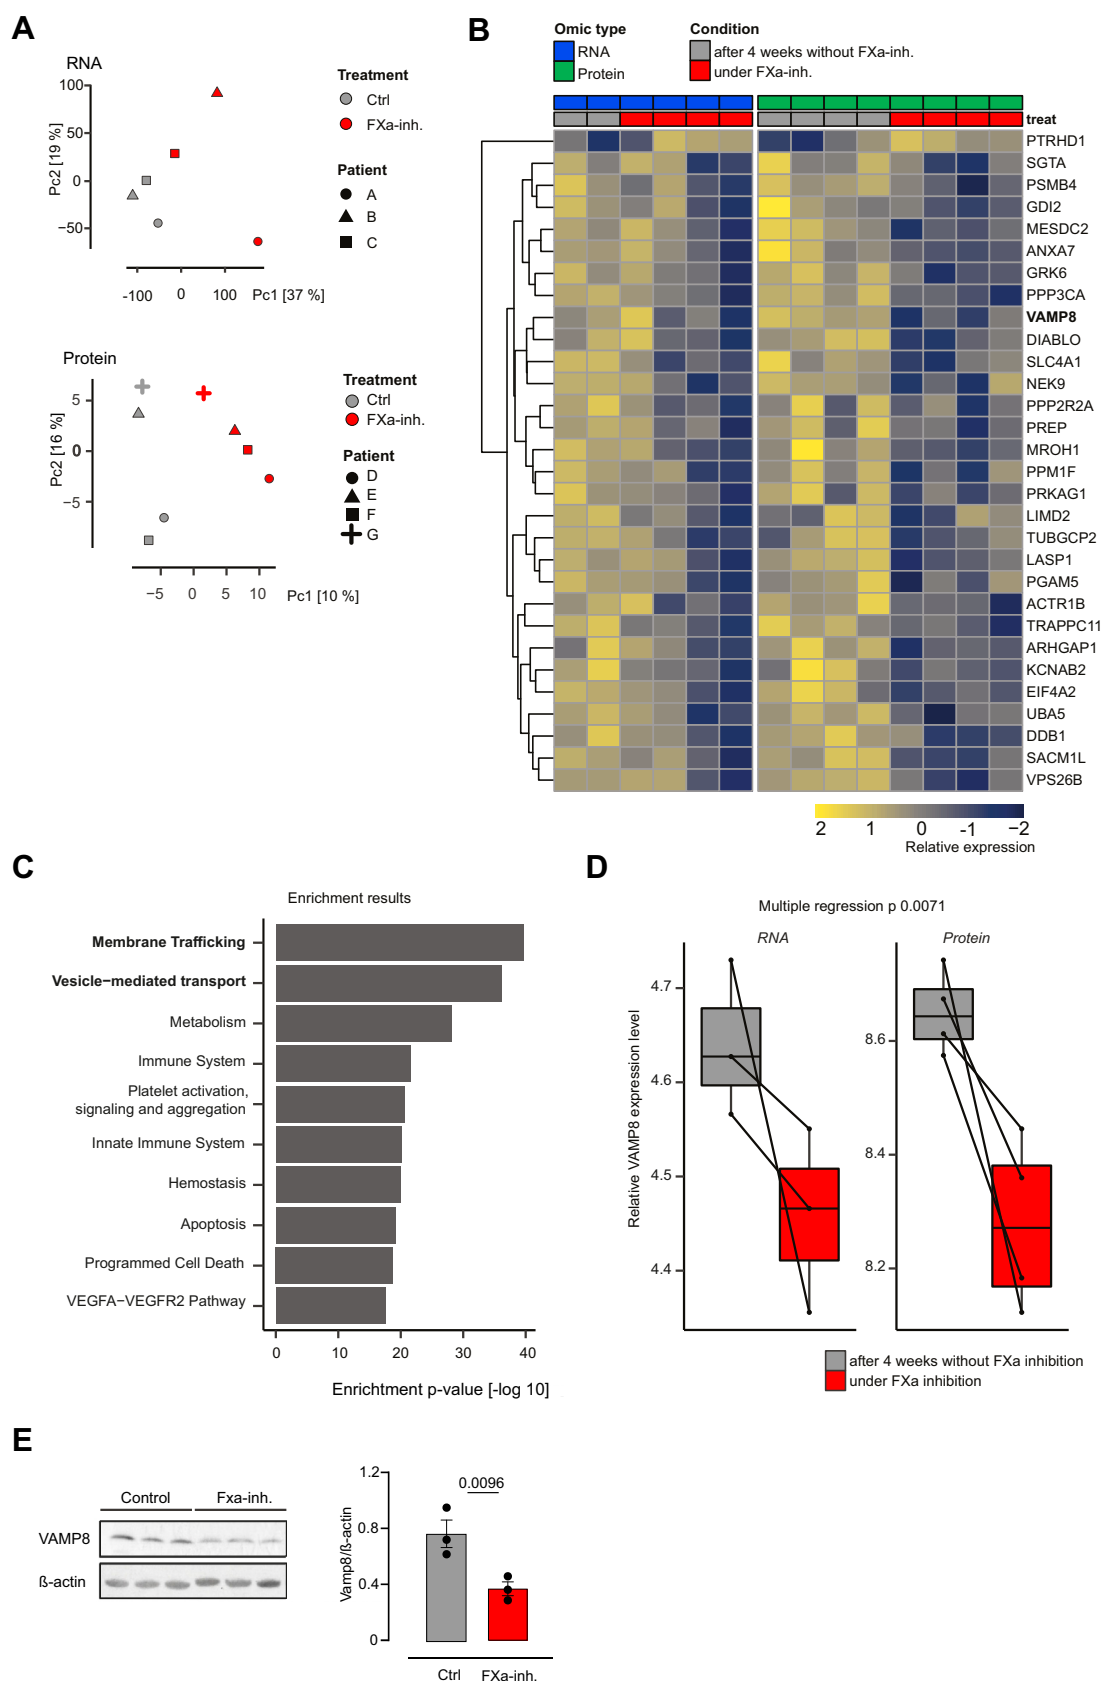 A
RNA
Pc2 [19 %]
100
50
0
−50
-100
0
100
Pc1 [37 %]
Treatment
Ctrl
FXa-inh.
Patient
A
B
C
Protein
Pc2 [16 %]
5
0
−5
−5
0
5
10
Pc1 [10 %]
Treatment
Ctrl
FXa-inh.
Patient
D
E
F
G
B
Omic type
RNA
Protein
Condition
after 4 weeks without FXa-inh.
under FXa-inh.
treat
PTRHD1
SGTA
PSMB4
GDI2
MESDC2
ANXA7
GRK6
PPP3CA
VAMP8
DIABLO
SLC4A1
NEK9
PPP2R2A
PREP
MROH1
PPM1F
PRKAG1
LIMD2
TUBGCP2
LASP1
PGAM5
ACTR1B
TRAPPC11
ARHGAP1
KCNAB2
EIF4A2
UBA5
DDB1
SACM1L
VPS26B
2
1
0
-1
−2
Relative expression
C
Enrichment results
Membrane Trafficking
Vesicle−mediated transport
Metabolism
Immune System
Platelet activation,
signaling and aggregation
Innate Immune System
Hemostasis
Apoptosis
Programmed Cell Death
VEGFA−VEGFR2 Pathway
0
10
20
30
40
Enrichtment p-value [-log 10]
D
Multiple regression p 0.0071
RNA
Protein
Relative VAMP8 expression level
4.7
4.6
4.5
4.4
8.6
8.4
8.2
after 4 weeks without FXa inhibition
under FXa inhibition
E
Control
Fxa-inh.
VAMP8
ß-actin
Vamp8/ß-actin
1.2
0.8
0.4
0
0.0096
Ctrl
FXa-inh.